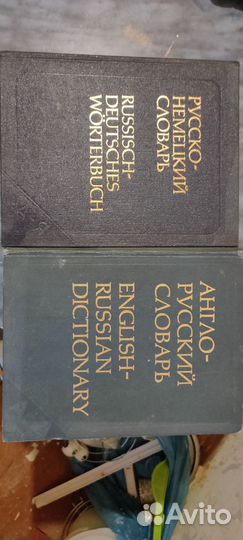 РУССКО-
НЕМЕЦКИЙ
СЛОВАРЬ
RUSSISCH-
DEUTSCHES
WÖRTERBUCH
АНГЛО-
РУССКИЙ
СЛОВАРЬ
ENGLISH-
RUSSIAN
DICTIONARY
Avito